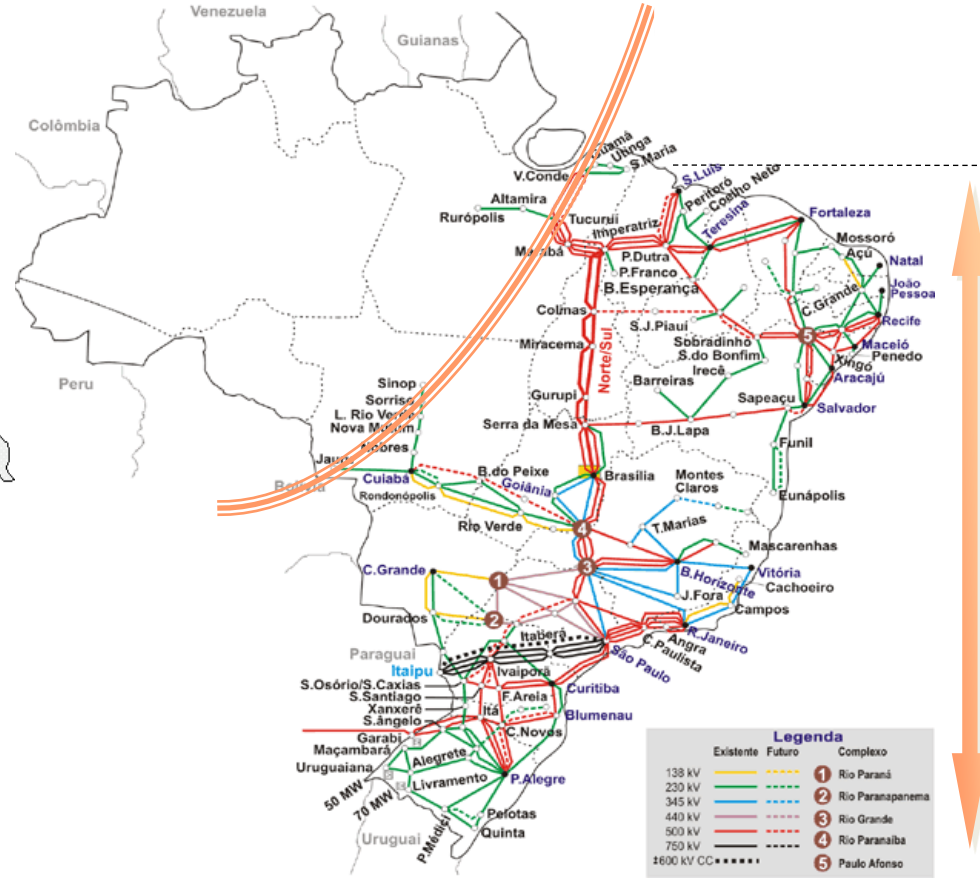 Venezuela
Guianas
Colômbia
Peru
Bolívia
Paraguai
Uruguai
Guamá
Utinga
S.Maria
V.Conde
Altamira
Rurópolis
Tucuruí
Marabá
Imperatriz
S.Luís
Peritoró
Coelho Neto
Teresina
Fortaleza
P.Dutra
P.Franco
B.Esperança
Mossoró
Açú
Natal
João
Pessoa
C.Grande
Recife
Maceió
Penedo
Xingó
Aracajú
Colinas
S.J.Piauí
Miracema
Norte/Sul
Sobradinho
S.do Bonfim
Irecê
Barreiras
Gurupi
Sapeaçu
Salvador
Serra da Mesa
B.J.Lapa
Funil
Eunápolis
Sinop
Sorriso
L. Rio Verde
Nova Mutum
Nobres
Jauru
Cuiabá
Rondonópolis
B.do Peixe
Goiânia
Brasília
Rio Verde
Montes
Claros
T.Marias
Mascarenhas
B.Horizonte
Vitória
Cachoeiro
J.Fora
Campos
C.Grande
Dourados
R.Janeiro
Angra
C.Paulista
São Paulo
Itaberá
Itaipu
Ivaiporã
S.Osório/S.Caxias
S.Santiago
Xanxerê
S.ângelo
F.Areia
Curitiba
Itá
Blumenau
C.Novos
Garabi
Maçambará
Uruguaiana
Alegrete
Livramento
P.Alegre
50 MW
70 MW
P.Médici
Pelotas
Quinta
1
2
3
4
5
Legenda
Existente Futuro Complexo
138 kV 1 Rio Paraná
230 kV
345 kV 2 Rio Paranapanema
440 kV 3 Rio Grande
500 kV
750 kV 4 Rio Paranaíba
±600 kV CC 5 Paulo Afonso